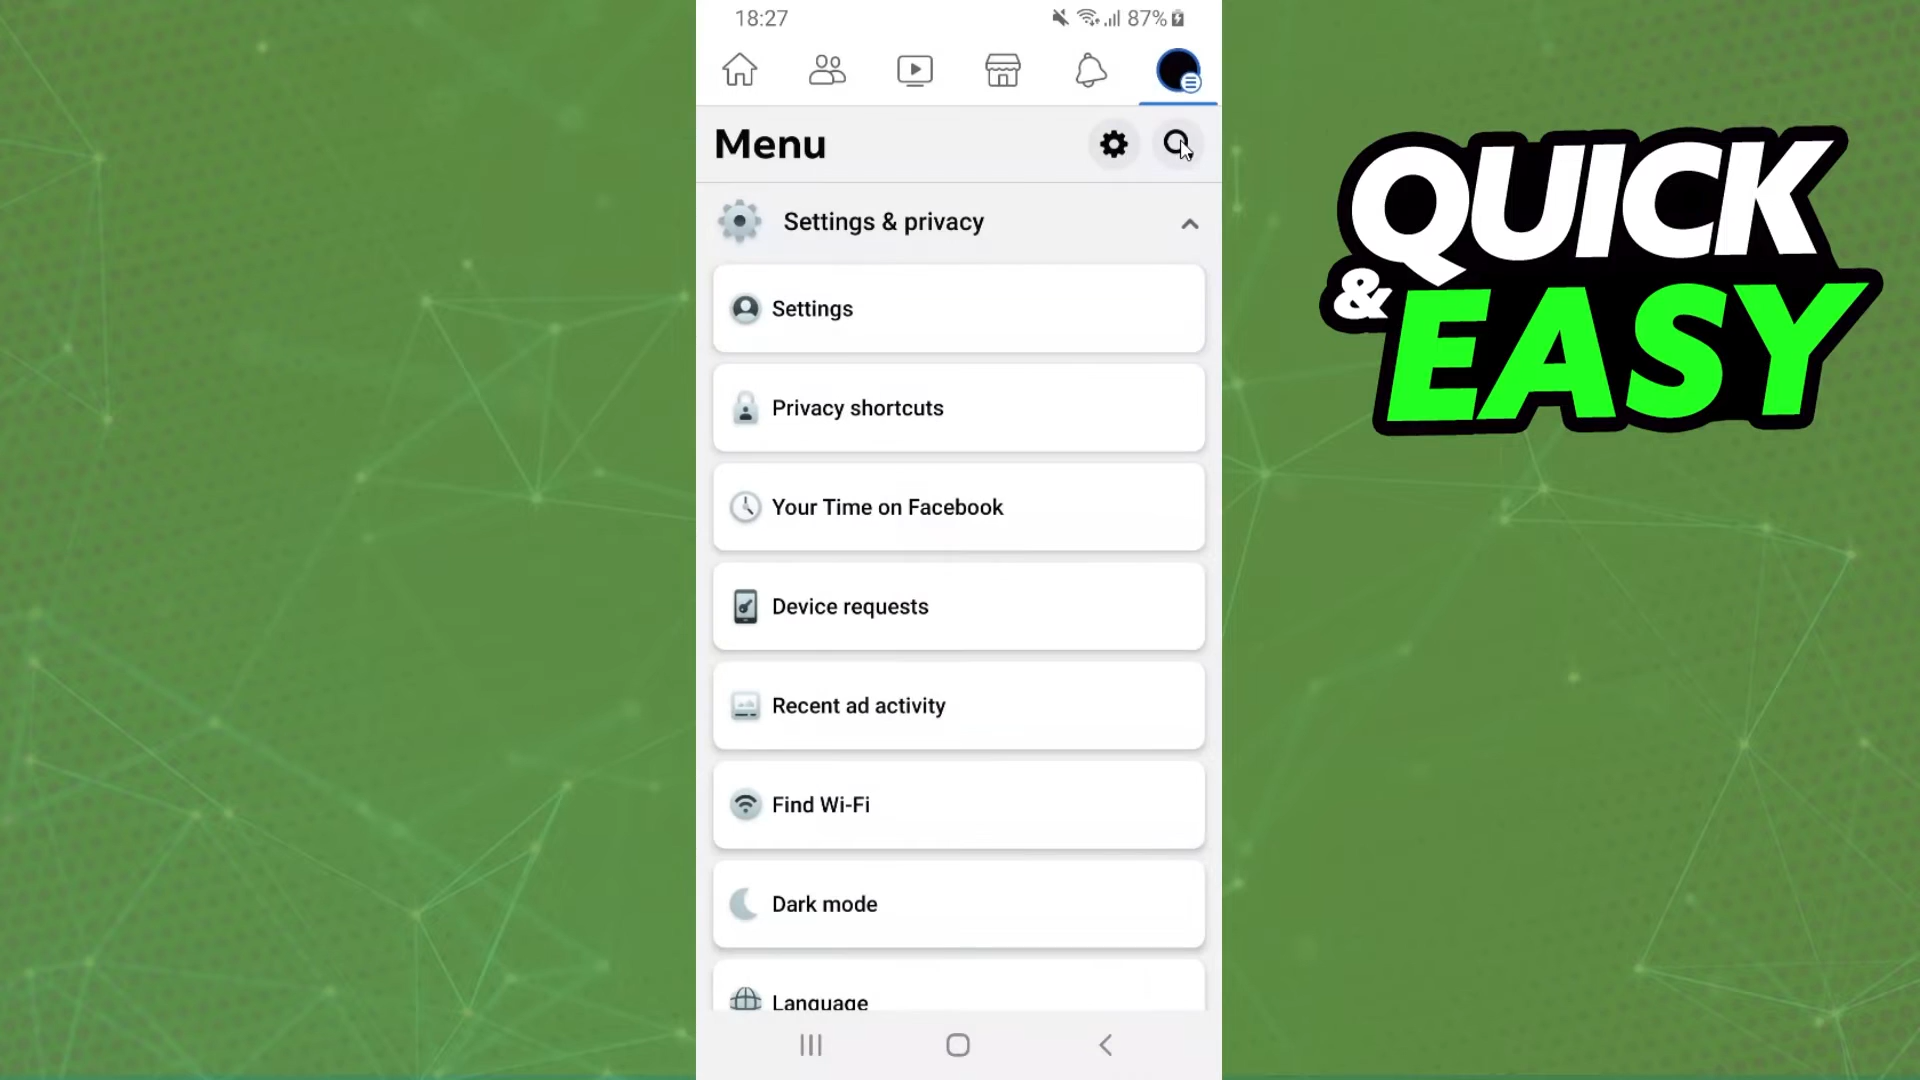 18:27
87%
Menu
Settings & privacy
Settings
Privacy shortcuts
Your Time on Facebook
Device requests
Recent ad activity
Find Wi-Fi
Dark mode
Language
QUICK
& EASY